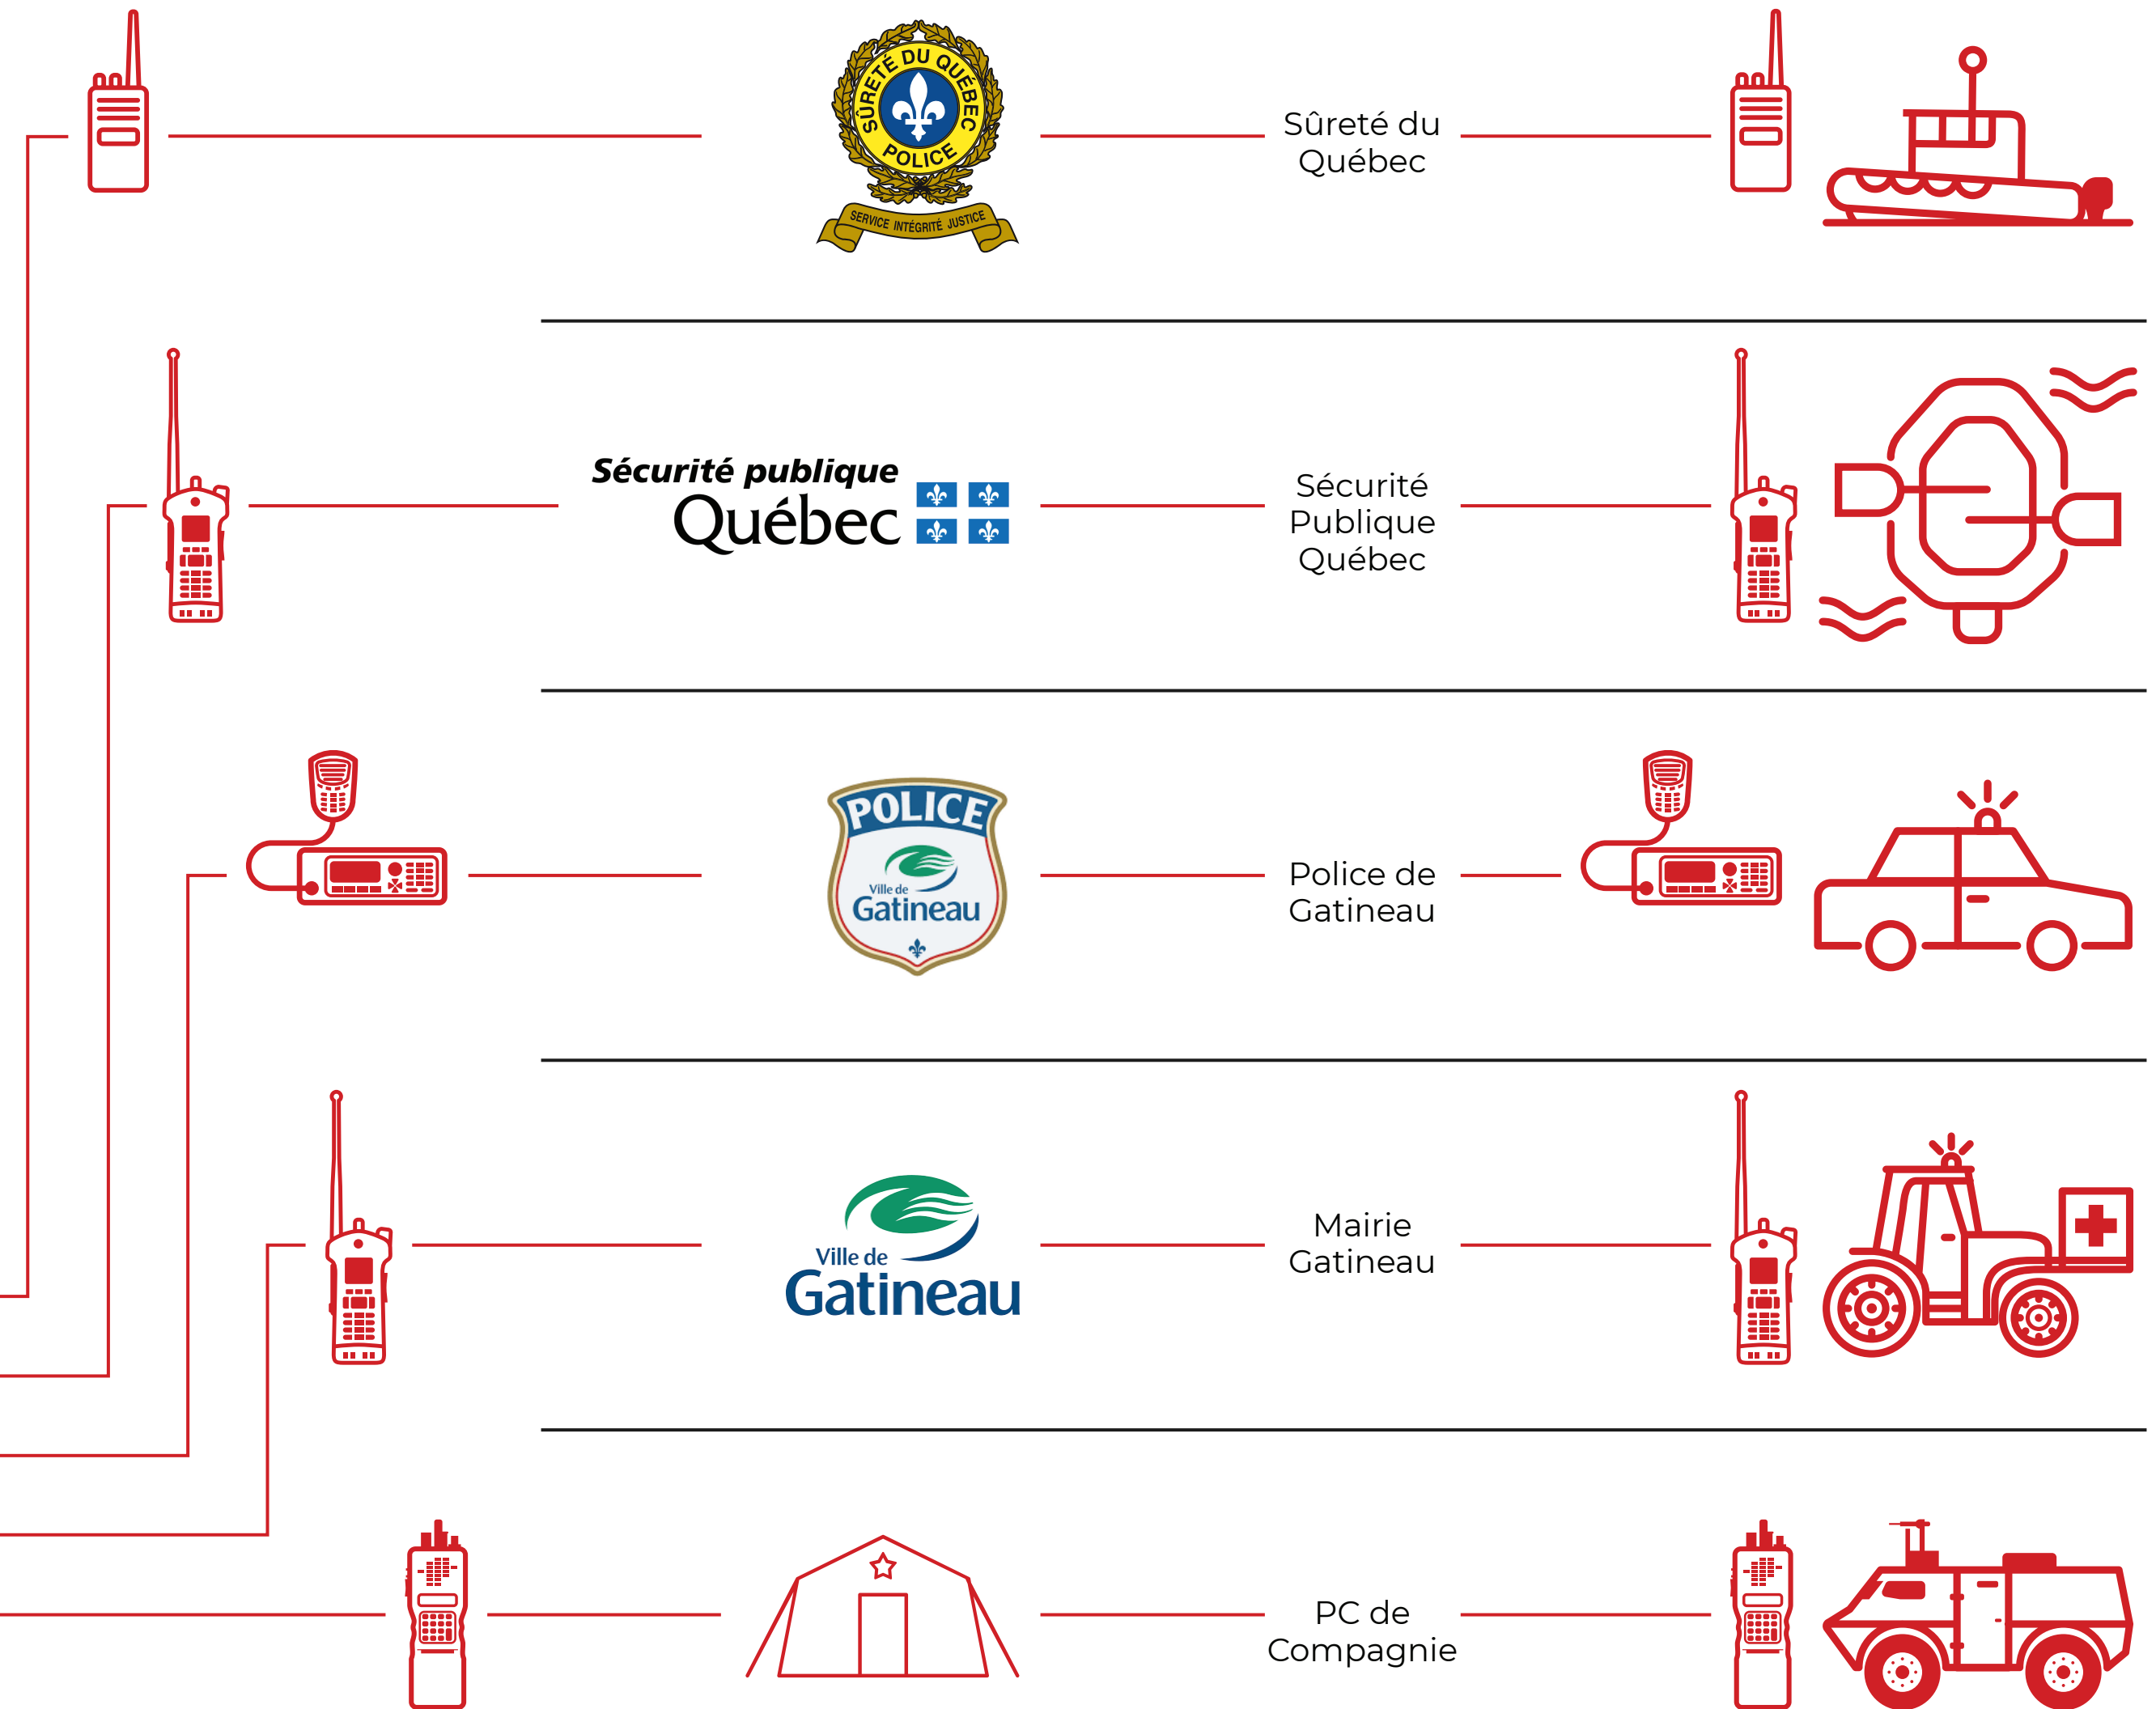 SÛRETÉ DU QUÉBEC
POLICE
SERVICE INTÉGRITÉ JUSTICE
Sûreté du
Québec
Sécurité publique
Québec
Sécurité
Publique
Québec
POLICE
Ville de
Gatineau
Police de
Gatineau
Ville de
Gatineau
Mairie
Gatineau
PC de
Compagnie